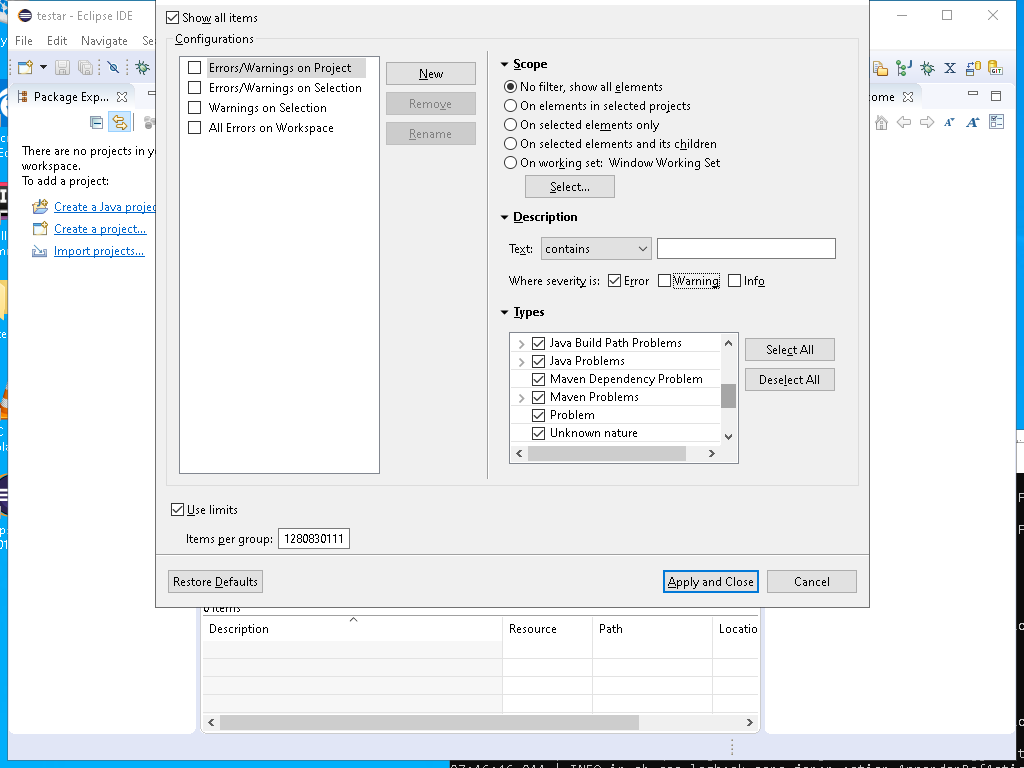 testar - Eclipse IDE
File Edit Navigate
Package Exp...
There are no projects in
workspace.
To add a project:
Create a Java
Create a project...
Import projects...
Show all items
Configurations
Errors/Warnings on Project
Errors/Warnings on Selection
Warnings on Selection
All Errors on Workspace
New
Remove
Rename
Scope
No filter, show all elements
On elements in selected projects
On selected elements only
On selected elements and its children
On working set: Window Working Set
Select...
Description
Text: contains
Where severity is: Error Warning Info
Types
Java Build Path Problems
Java Problems
Maven Dependency Problem
Maven Problems
Problem
Unknown nature
Select All
Deselect All
Use limits
Items per group: 1280830111
Restore Defaults
Apply and Close
Cancel
0 items
Description Resource Path Locatio